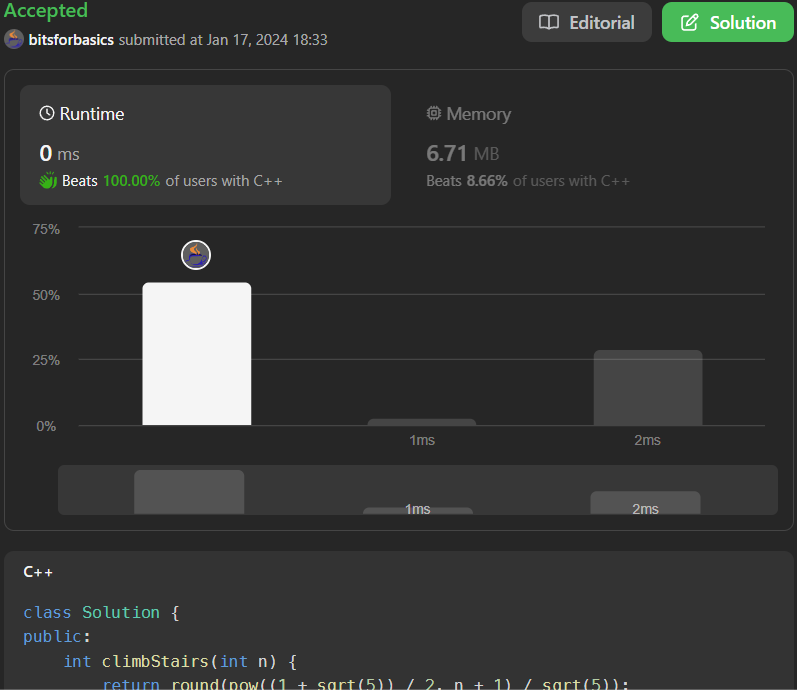 Accepted
Editorial
Solution
bitsforbasics submitted at Jan 17, 2024 18:33
Runtime
0 ms
Beats 100.00% of users with C++
Memory
6.71 MB
Beats 8.66% of users with C++
75%
50%
25%
0%
1ms
2ms
1ms
2ms
C++
class Solution {
public:
    int climbStairs(int n) {
        return round(pow((1 + sqrt(5)) / 2, n + 1) / sqrt(5));